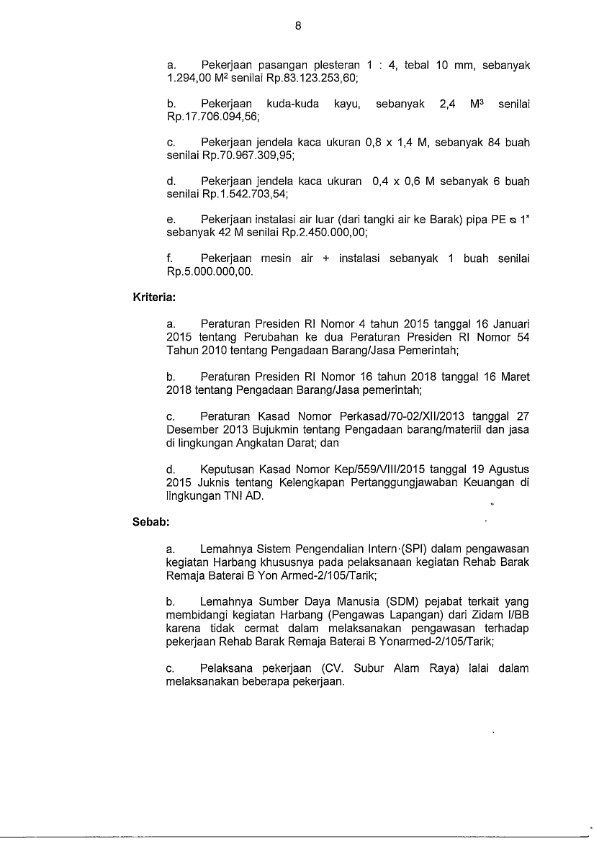 8
a. Pekerjaan pasangan plesteran 1 : 4, tebal 10 mm, sebanyak
1.294,00 M² senilai Rp.83.123.253,60;
b. Pekerjaan kuda-kuda kayu, sebanyak 2,4 M³ senilai
Rp.17.706.094,56;
c. Pekerjaan jendela kaca ukuran 0,8 x 1,4 M, sebanyak 84 buah
senilai Rp.70.967.309,95;
d. Pekerjaan jendela kaca ukuran 0,4 x 0,6 M sebanyak 6 buah
senilai Rp.1.542.703,54;
e. Pekerjaan instalasi air luar (dari tangki air ke Barak) pipa PE 1"
sebanyak 42 M senilai Rp.2.450.000,00;
f. Pekerjaan mesin air + instalasi sebanyak 1 buah senilai
Rp.5.000.000,00.
Kriteria:
a. Peraturan Presiden RI Nomor 4 tahun 2015 tanggal 16 Januari
2015 tentang Perubahan ke dua Peraturan Presiden RI Nomor 54
Tahun 2010 tentang Pengadaan Barang/Jasa Pemerintah;
b. Peraturan Presiden RI Nomor 16 tahun 2018 tanggal 16 Maret
2018 tentang Pengadaan Barang/Jasa pemerintah;
c. Peraturan Kasad Nomor Perkasad/70-02/XII/2013 tanggal 27
Desember 2013 Bujukmin tentang Pengadaan barang/materiil dan jasa
di lingkungan Angkatan Darat; dan
d. Keputusan Kasad Nomor Kep/559/VIII/2015 tanggal 19 Agustus
2015 Juknis tentang Kelengkapan Pertanggungjawaban Keuangan di
lingkungan TNI AD.
Sebab:
a. Lemahnya Sistem Pengendalian Intern (SPI) dalam pengawasan
kegiatan Harbang khususnya pada pelaksanaan kegiatan Rehab Barak
Remaja Baterai B Yon Armed-2/105/Tarik;
b. Lemahnya Sumber Daya Manusia (SDM) pejabat terkait yang
membidangi kegiatan Harbang (Pengawas Lapangan) dari Zidam I/BB
karena tidak cermat dalam melaksanakan pengawasan terhadap
pekerjaan Rehab Barak Remaja Baterai B Yonarmed-2/105/Tarik;
c. Pelaksana pekerjaan (CV. Subur Alam Raya) lalai dalam
melaksanakan beberapa pekerjaan.